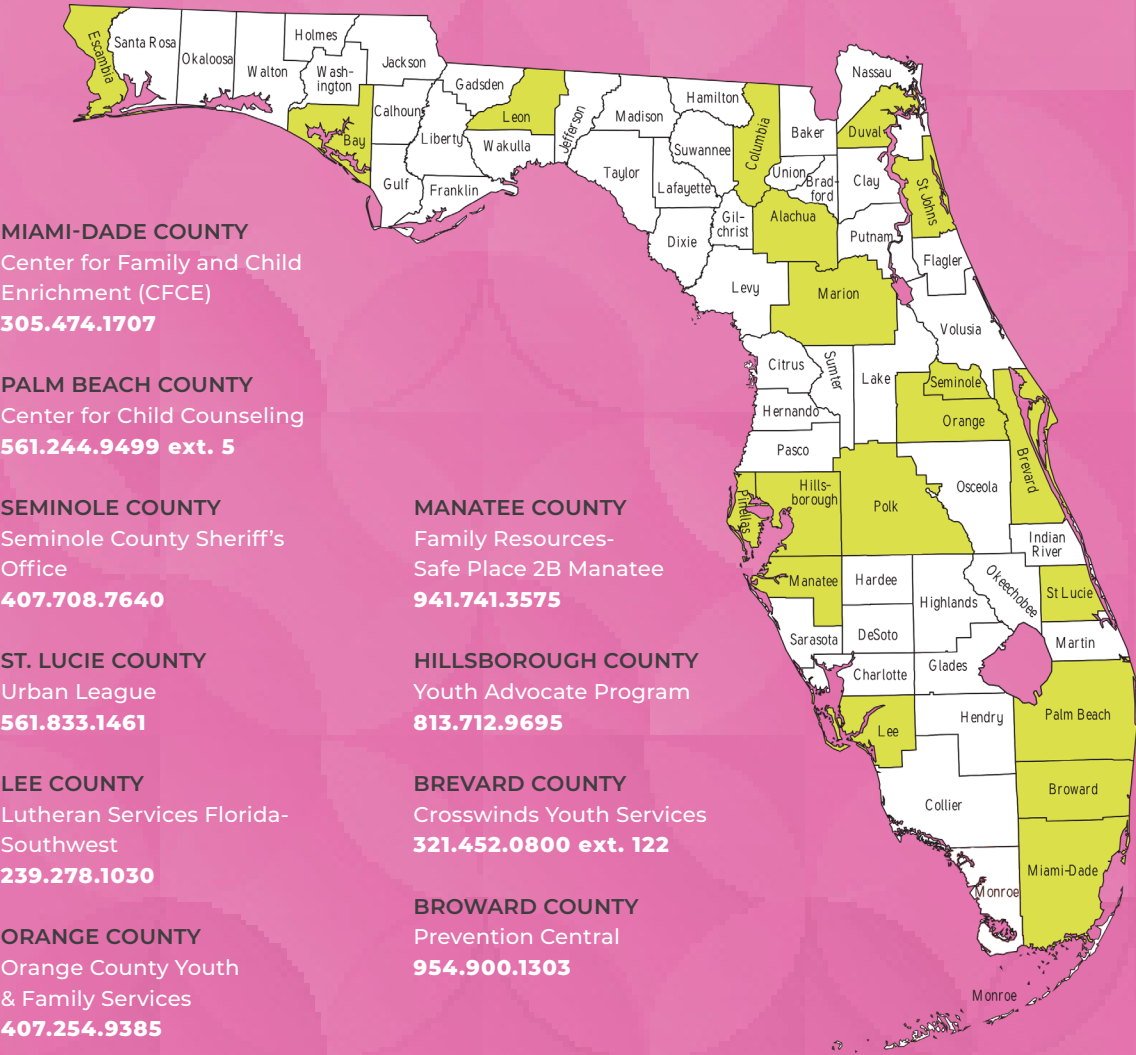 Escambia
Santa Rosa
Okaloosa
Walton
Holmes
Wash-
ington
Bay
Jackson
Calhoun
Gulf
Gadsden
Liberty
Franklin
Leon
Wakulla
Jefferson
Madison
Taylor
Hamilton
Suwannee
Lafayette
Dixie
Columbia
Gil-
christ
Baker
Union
Brad-
ford
Alachua
Levy
Nassau
Duval
Clay
St Johns
Putnam
Flagler
Marion
Volusia
Citrus
Sumter
Lake
Seminole
Hernando
Orange
Pasco
Brevard
Pinellas
Hills-
borough
Polk
Osceola
Indian
River
Manatee
Hardee
Highlands
Okeechobee
St Lucie
Sarasota
DeSoto
Martin
Charlotte
Glades
Lee
Hendry
Palm Beach
Collier
Broward
Monroe
Miami-Dade
Monroe
MIAMI-DADE COUNTY
Center for Family and Child
Enrichment (CFCE)
305.474.1707
PALM BEACH COUNTY
Center for Child Counseling
561.244.9499 ext. 5
SEMINOLE COUNTY
Seminole County Sheriff's
Office
407.708.7640
ST. LUCIE COUNTY
Urban League
561.833.1461
LEE COUNTY
Lutheran Services Florida-
Southwest
239.278.1030
ORANGE COUNTY
Orange County Youth
& Family Services
407.254.9385
MANATEE COUNTY
Family Resources-
Safe Place 2B Manatee
941.741.3575
HILLSBOROUGH COUNTY
Youth Advocate Program
813.712.9695
BREVARD COUNTY
Crosswinds Youth Services
321.452.0800 ext. 122
BROWARD COUNTY
Prevention Central
954.900.1303